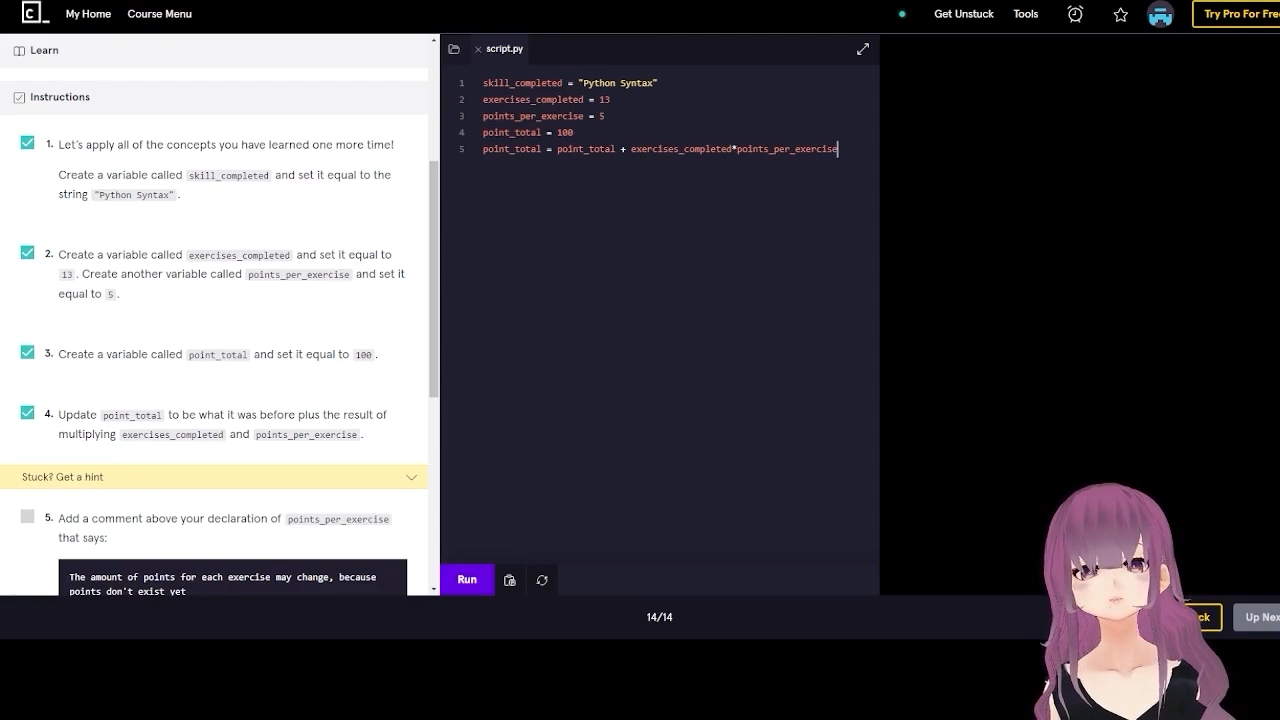 C_
My Home
Course Menu
Get Unstuck
Tools
Try Pro For Free
Learn
script.py
Instructions
1. Let's apply all of the concepts you have learned one more time!
Create a variable called skill_completed and set it equal to the
string "Python Syntax".
2. Create a variable called exercises_completed and set it equal to
13. Create another variable called points_per_exercise and set it
equal to 5.
3. Create a variable called point_total and set it equal to 100.
4. Update point_total to be what it was before plus the result of
multiplying exercises_completed and points_per_exercise.
Stuck? Get a hint
5. Add a comment above your declaration of points_per_exercise
that says:
The amount of points for each exercise may change, because
points don't exist yet
1 skill_completed = "Python Syntax"
2 exercises_completed = 13
3 points_per_exercise = 5
4 point_total = 100
5 point_total = point_total + exercises_completed*points_per_exercise
Run
14/14
ck
Up Nex